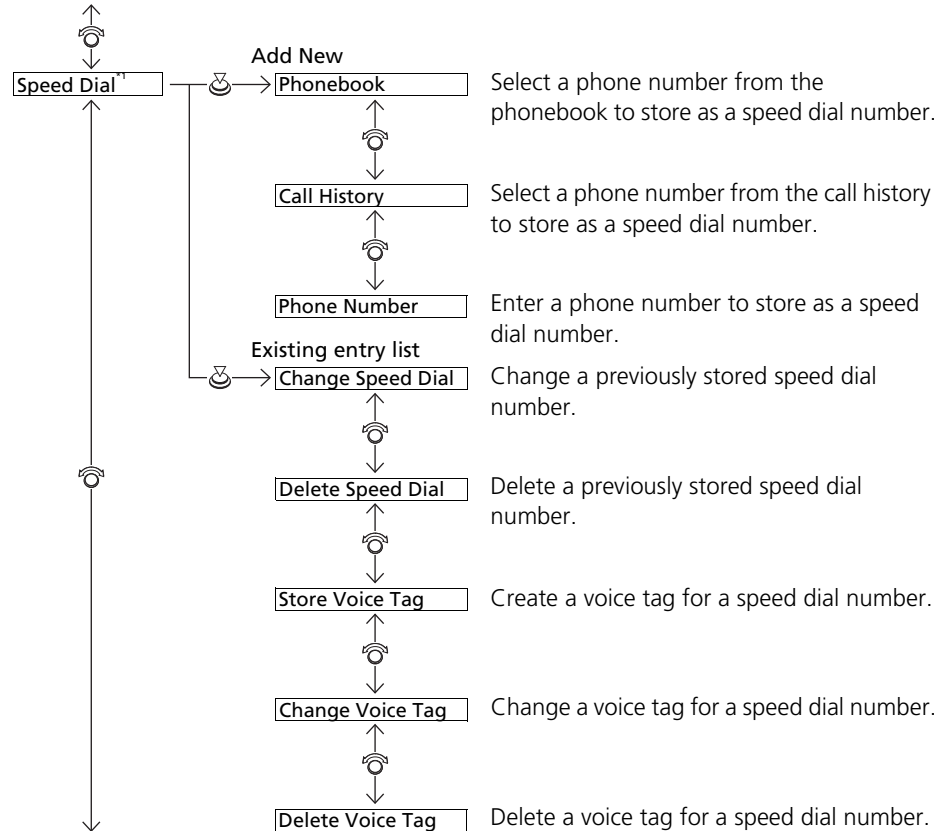 Add New
Speed Dial*1
Phonebook
Select a phone number from the
phonebook to store as a speed dial number.
Call History
Select a phone number from the call history
to store as a speed dial number.
Phone Number
Enter a phone number to store as a speed
dial number.
Existing entry list
Change Speed Dial
Change a previously stored speed dial
number.
Delete Speed Dial
Delete a previously stored speed dial
number.
Store Voice Tag
Create a voice tag for a speed dial number.
Change Voice Tag
Change a voice tag for a speed dial number.
Delete Voice Tag
Delete a voice tag for a speed dial number.